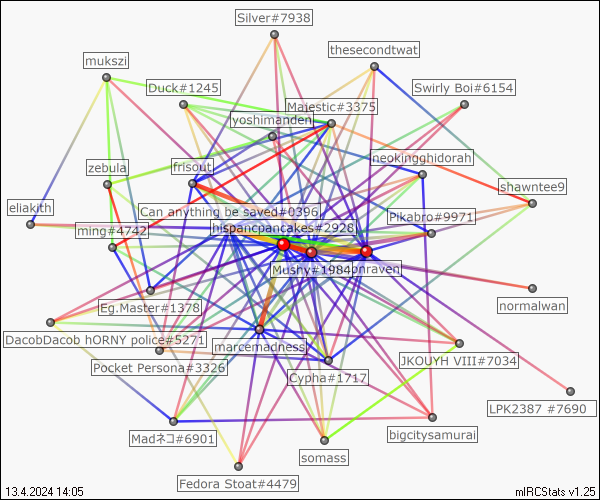 Silver#7938
thesecondtwat
mukszi
Duck#1245
Swirly Boi#6154
Majestic#3375
yoshimanden
neokingghidorah
zebula
frisout
shawntee9
eliakith
Can anything be saved#0396
Pikabro#9971
ming#4742
hispancpancakes#2928
Mushy#1984
nraven
Eg.Master#1378
normalwan
DacobDacob hORNY police#5271
marcemadness
JKOUYH VIII#7034
Pocket Persona#3326
Cypha#1717
LPK2387 #7690
Madネコ#6901
bigcitysamurai
somass
Fedora Stoat#4479
13.4.2024 14:05
mIRCStats v1.25